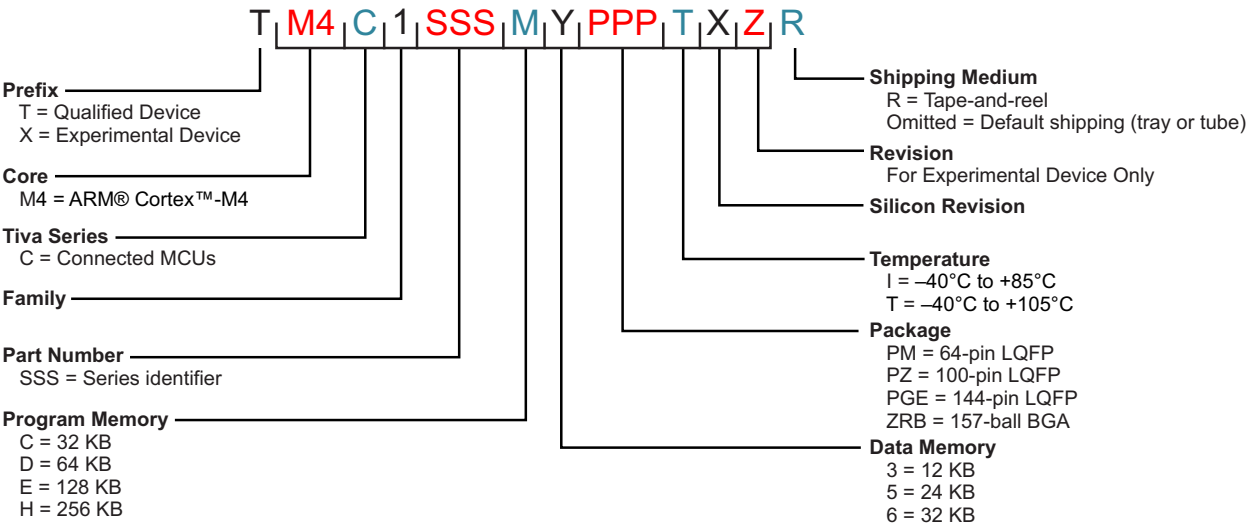 T M4 C 1 SSS M Y PPP T X Z R
Prefix
T = Qualified Device
X = Experimental Device
Core
M4 = ARM® Cortex™-M4
Tiva Series
C = Connected MCUs
Family
Part Number
SSS = Series identifier
Program Memory
C = 32 KB
D = 64 KB
E = 128 KB
H = 256 KB
Shipping Medium
R = Tape-and-reel
Omitted = Default shipping (tray or tube)
Revision
For Experimental Device Only
Silicon Revision
Temperature
I = –40°C to +85°C
T = –40°C to +105°C
Package
PM = 64-pin LQFP
PZ = 100-pin LQFP
PGE = 144-pin LQFP
ZRB = 157-ball BGA
Data Memory
3 = 12 KB
5 = 24 KB
6 = 32 KB